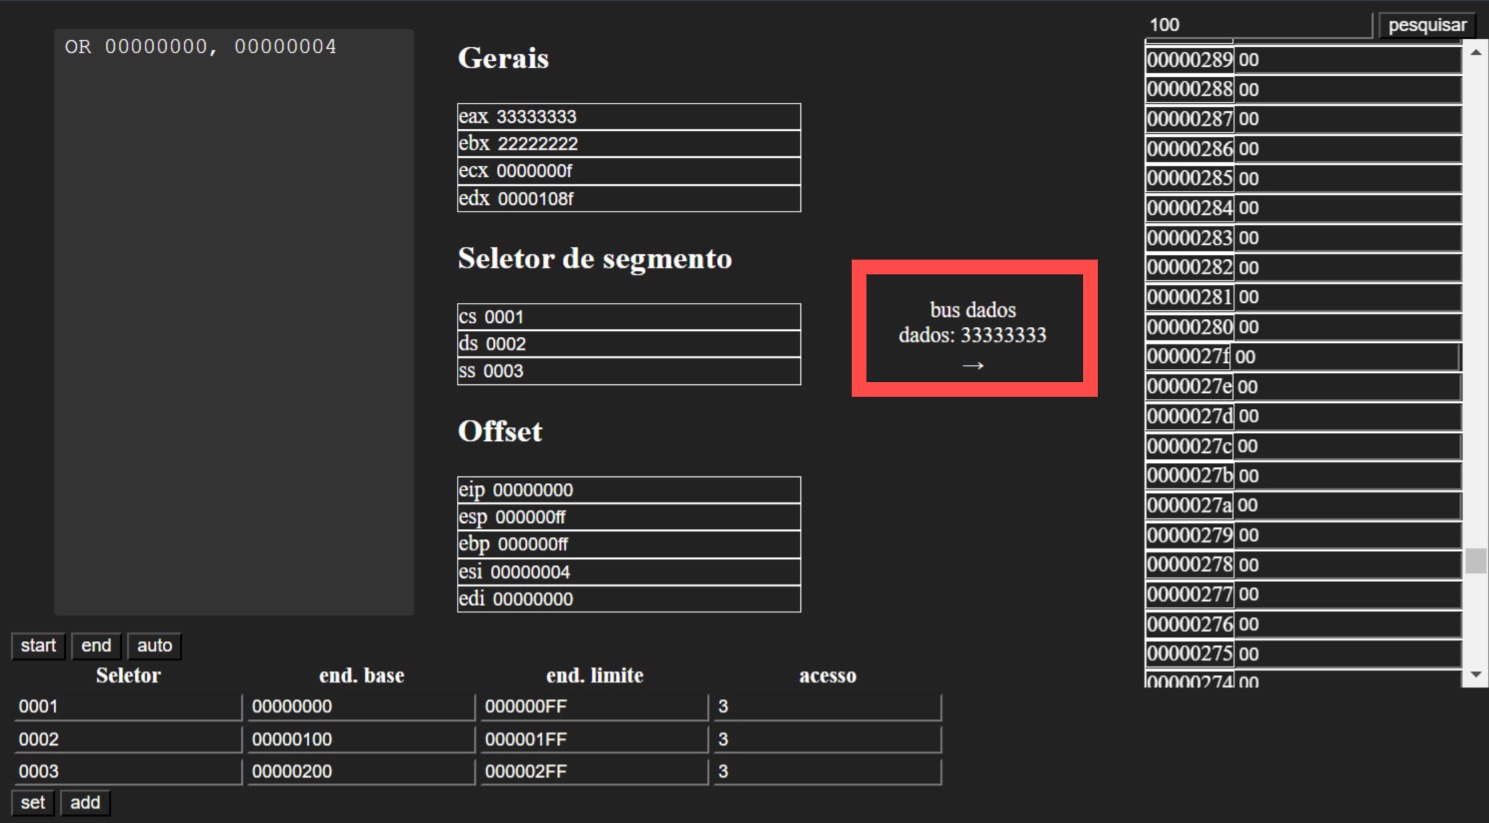 OR 00000000, 00000004
Gerais
eax 33333333
ebx 22222222
ecx 0000000f
edx 0000108f
Seletor de segmento
cs 0001
ds 0002
ss 0003
Offset
eip 00000000
esp 000000ff
ebp 000000ff
esi 00000004
edi 00000000
bus dados
dados: 33333333
→
100 pesquisar
00000289 00
00000288 00
00000287 00
00000286 00
00000285 00
00000284 00
00000283 00
00000282 00
00000281 00
00000280 00
0000027f 00
0000027e 00
0000027d 00
0000027c 00
0000027b 00
0000027a 00
00000279 00
00000278 00
00000277 00
00000276 00
00000275 00
00000274 00
start end auto
Seletor end. base end. limite acesso
0001 00000000 000000FF 3
0002 00000100 000001FF 3
0003 00000200 000002FF 3
set add